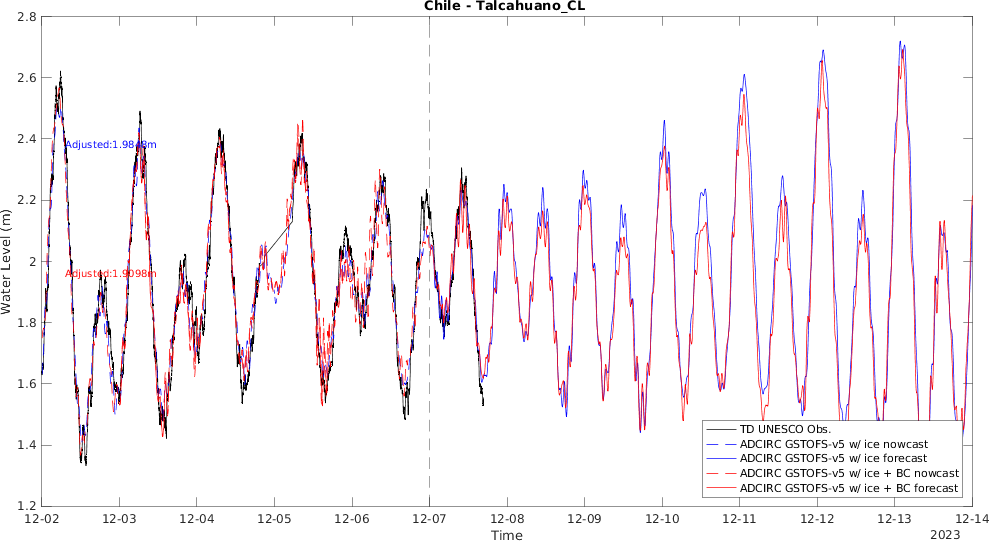 Chile - Talcahuano_CL
2.8
2.6
2.4
2.2
2
1.8
1.6
1.4
1.2
Water Level (m)
Adjusted:1.9848m
Adjusted:1.9098m
TD UNESCO Obs.
ADCIRC GSTOFS-v5 w/ ice nowcast
ADCIRC GSTOFS-v5 w/ ice forecast
ADCIRC GSTOFS-v5 w/ ice + BC nowcast
ADCIRC GSTOFS-v5 w/ ice + BC forecast
12-02 12-03 12-04 12-05 12-06 12-07 12-08 12-09 12-10 12-11 12-12 12-13 12-14
Time
2023